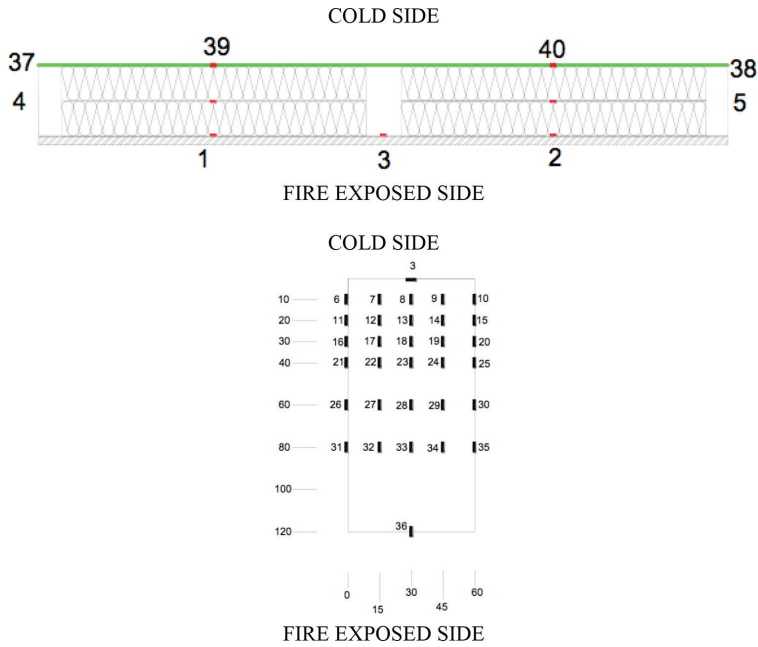 COLD SIDE
39 40
37 38
4 5
1 3 2
FIRE EXPOSED SIDE
COLD SIDE
3
10 6 7 8 9 10
20 11 12 13 14 15
30 16 17 18 19 20
40 21 22 23 24 25
60 26 27 28 29 30
80 31 32 33 34 35
100
36
120
0 30 60
15 45
FIRE EXPOSED SIDE